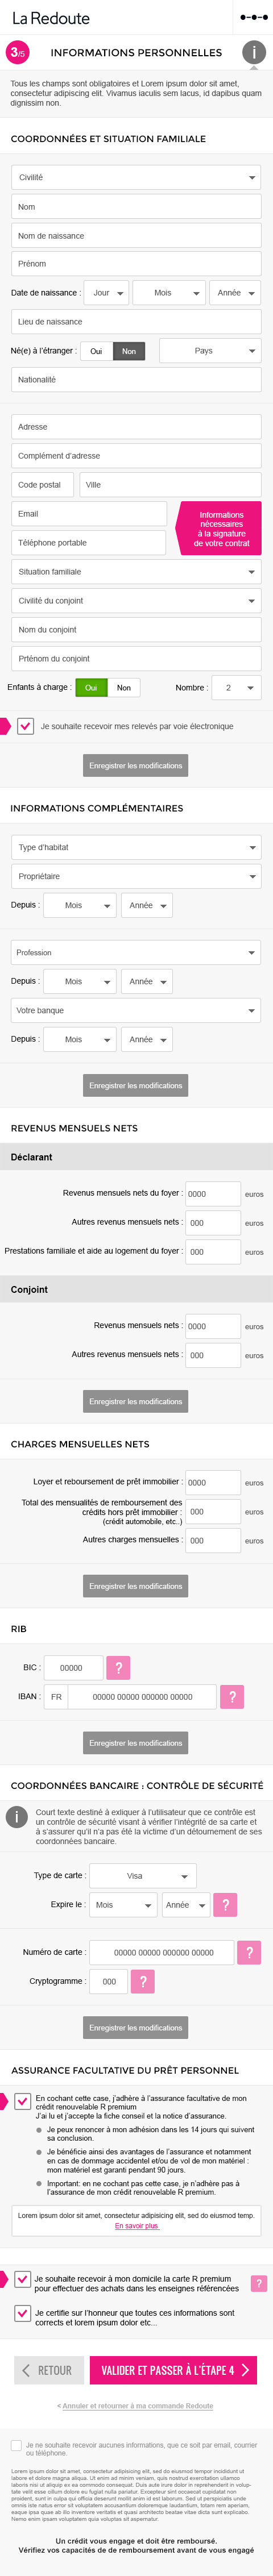 La Redoute
3/5 INFORMATIONS PERSONNELLES i
Tous les champs sont obligatoires et Lorem ipsum dolor sit amet,
consectetur adipiscing elit. Vivamus iaculis sem lacus, id dapibus quam
dignissim non.
COORDONNÉES ET SITUATION FAMILIALE
Civilité
Nom
Nom de naissance
Prénom
Date de naissance : Jour Mois Année
Lieu de naissance
Né(e) à l'étranger : Oui Non Pays
Nationalité
Adresse
Complément d'adresse
Code postal Ville
Email
Téléphone portable
Informations
nécessaires
à la signature
de votre contrat
Situation familiale
Civilité du conjoint
Nom du conjoint
Prténom du conjoint
Enfants à charge : Oui Non Nombre : 2
Je souhaite recevoir mes relevés par voie électronique
Enregistrer les modifications
INFORMATIONS COMPLÉMENTAIRES
Type d'habitat
Propriétaire
Depuis : Mois Année
Profession
Depuis : Mois Année
Votre banque
Depuis : Mois Année
Enregistrer les modifications
REVENUS MENSUELS NETS
Déclarant
Revenus mensuels nets du foyer : 0000 euros
Autres revenus mensuels nets : 000 euros
Prestations familiale et aide au logement du foyer : 000 euros
Conjoint
Revenus mensuels nets : 0000 euros
Autres revenus mensuels nets : 000 euros
Enregistrer les modifications
CHARGES MENSUELLES NETS
Loyer et reboursement de prêt immobilier : 0000 euros
Total des mensualités de remboursement des
crédits hors prêt immobilier : 000 euros
(crédit automobile, etc..)
Autres charges mensuelles : 000 euros
Enregistrer les modifications
RIB
BIC : 00000 ?
IBAN : FR 00000 00000 000000 00000 ?
Enregistrer les modifications
COORDONNÉES BANCAIRE : CONTRÔLE DE SÉCURITÉ
i Court texte destiné à exliquer à l'utilisateur que ce contrôle est
un contrôle de sécurité visant à vérifier l'intégrité de sa carte et
à s'assurer qu'il n'a pas été la victime d'un détournement de ses
coordonnées bancaire.
Type de carte : Visa
Expire le : Mois Année ?
Numéro de carte : 00000 00000 000000 00000 ?
Cryptogramme : 000 ?
Enregistrer les modifications
ASSURANCE FACULTATIVE DU PRÊT PERSONNEL
En cochant cette case, j'adhère à l'assurance facultative de mon
crédit renouvelable R premium
J'ai lu et j'accepte la fiche conseil et la notice d'assurance.
Je peux renoncer à mon adhésion dans les 14 jours qui suivent
sa conclusion.
Je bénéficie ainsi des avantages de l'assurance et notamment
en cas de dommage accidentel et/ou de vol de mon matériel :
mon matériel est garanti pendant 90 jours.
Important: en ne cochant pas cette case, je n'adhère pas à
l'assurance de mon crédit renouvelable R premium.
Lorem ipsum dolor sit amet, consectetur adipiscing elit, sed do eiusmod temp.
En savoir plus
Je souhaite recevoir à mon domicile la carte R premium
pour effectuer des achats dans les enseignes référencées ?
Je certifie sur l'honneur que toutes ces informations sont
corrects et lorem ipsum dolor etc...
RETOUR VALIDER ET PASSER À L'ÉTAPE 4
< Annuler et retourner à ma commande Redoute
Je ne souhaite recevoir aucunes informations, que ce soit par email, courrier
ou téléphone.
Lorem ipsum dolor sit amet, consectetur adipisicing elit, sed do eiusmod tempor incididunt ut
labore et dolore magna aliqua. Ut enim ad minim veniam, quis nostrud exercitation ullamco
laboris nisi ut aliquip ex ea commodo consequat. Duis aute irure dolor in reprehenderit in volup-
tate velit esse cillum dolore eu fugiat nulla pariatur. Excepteur sint occaecat cupidatat non
proident, sunt in culpa qui officia deserunt mollit anim id est laborum. Sed ut perspiciatis unde
omnis iste natus error sit voluptatem accusantium doloremque laudantium, totam rem aperiam,
eaque ipsa quae ab illo inventore veritatis et quasi architecto beatae vitae dicta sunt explicabo.
Nemo enim ipsam voluptatem quia voluptas sit aspernatur.
Un crédit vous engage et doit être remboursé.
Vérifiez vos capacités de de remboursement avant de vous engagé